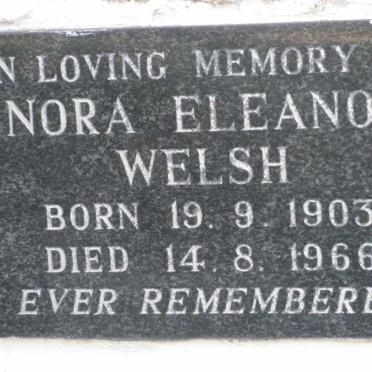 N LOVING MEMORY
NORA ELEANO
WELSH
BORN 19. 9. 1903
DIED 14. 8. 1966
EVER REMEMBERE